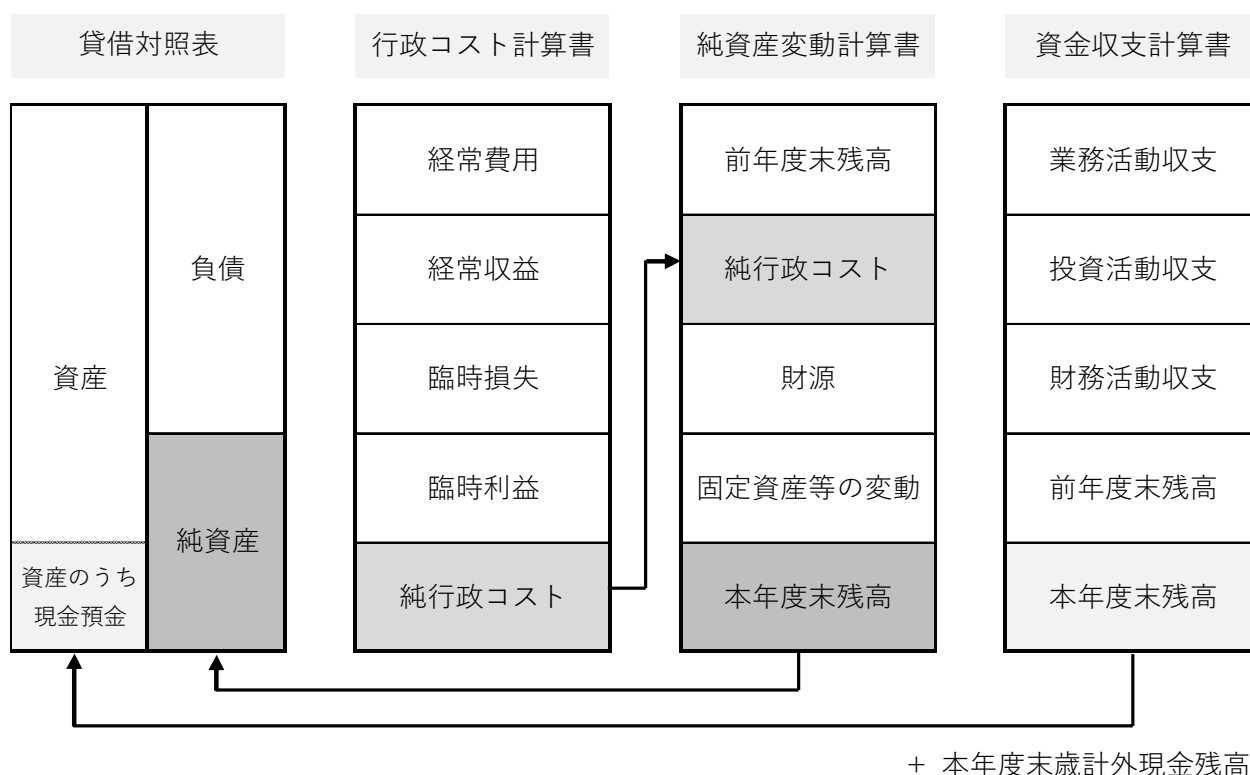 貸借対照表
行政コスト計算書
純資産変動計算書
資金収支計算書
資産
資産のうち
現金預金
負債
純資産
経常費用
経常収益
臨時損失
臨時利益
純行政コスト
前年度末残高
純行政コスト
財源
固定資産等の変動
本年度末残高
業務活動収支
投資活動収支
財務活動収支
前年度末残高
本年度末残高
+ 本年度末歳計外現金残高